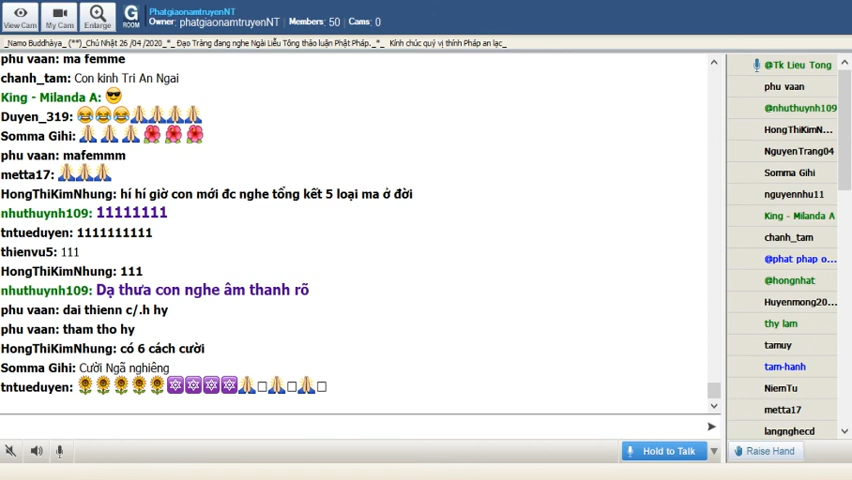 View Cam
My Cam
Enlarge
G
ROOM
PhatgiaonamtruyenNT
Owner: phatgiaonamtruyenNT | Members: 50 | Cams: 0
_Namo Buddhàya_ (**)_Chủ Nhật 26 /04 /2020_*_ Đạo Tràng đang nghe Ngài Liễu Tông thảo luận Phật Pháp._*_ Kính chúc quý vị thính Pháp an lạc_
phu vaan: ma femme
chanh_tam: Con kinh Tri An Ngai
King - Milanda A: 😎
Duyen_319: 😂😂😂🙏🙏🙏🙏
Somma Gihi: 🙏🙏🙏🌺🌺🌺
phu vaan: mafemmm
metta17: 🙏🙏🙏
HongThiKimNhung: hí hí giờ con mới đc nghe tổng kết 5 loại ma ở đời
nhuthuynh109: 11111111
tntueduyen: 1111111111
thienvu5: 111
HongThiKimNhung: 111
nhuthuynh109: Dạ thưa con nghe âm thanh rõ
phu vaan: dai thienn c/.h hy
phu vaan: tham tho hy
HongThiKimNhung: có 6 cách cười
Somma Gihi: Cười Ngã nghiêng
tntueduyen: 🌻🌻🌻🌻🌻🔯🔯🔯🔯🙏□🙏□🙏□
Hold to Talk
@Tk Lieu Tong
phu vaan
@nhuthuynh109
HongThiKimN...
NguyenTrang04
Somma Gihi
nguyennhu11
King - Milanda A
chanh_tam
@phat phap o...
@hongnhat
Huyenmong20...
thy lam
tamuy
tam-hanh
NiemTu
metta17
langnghecd
Raise Hand